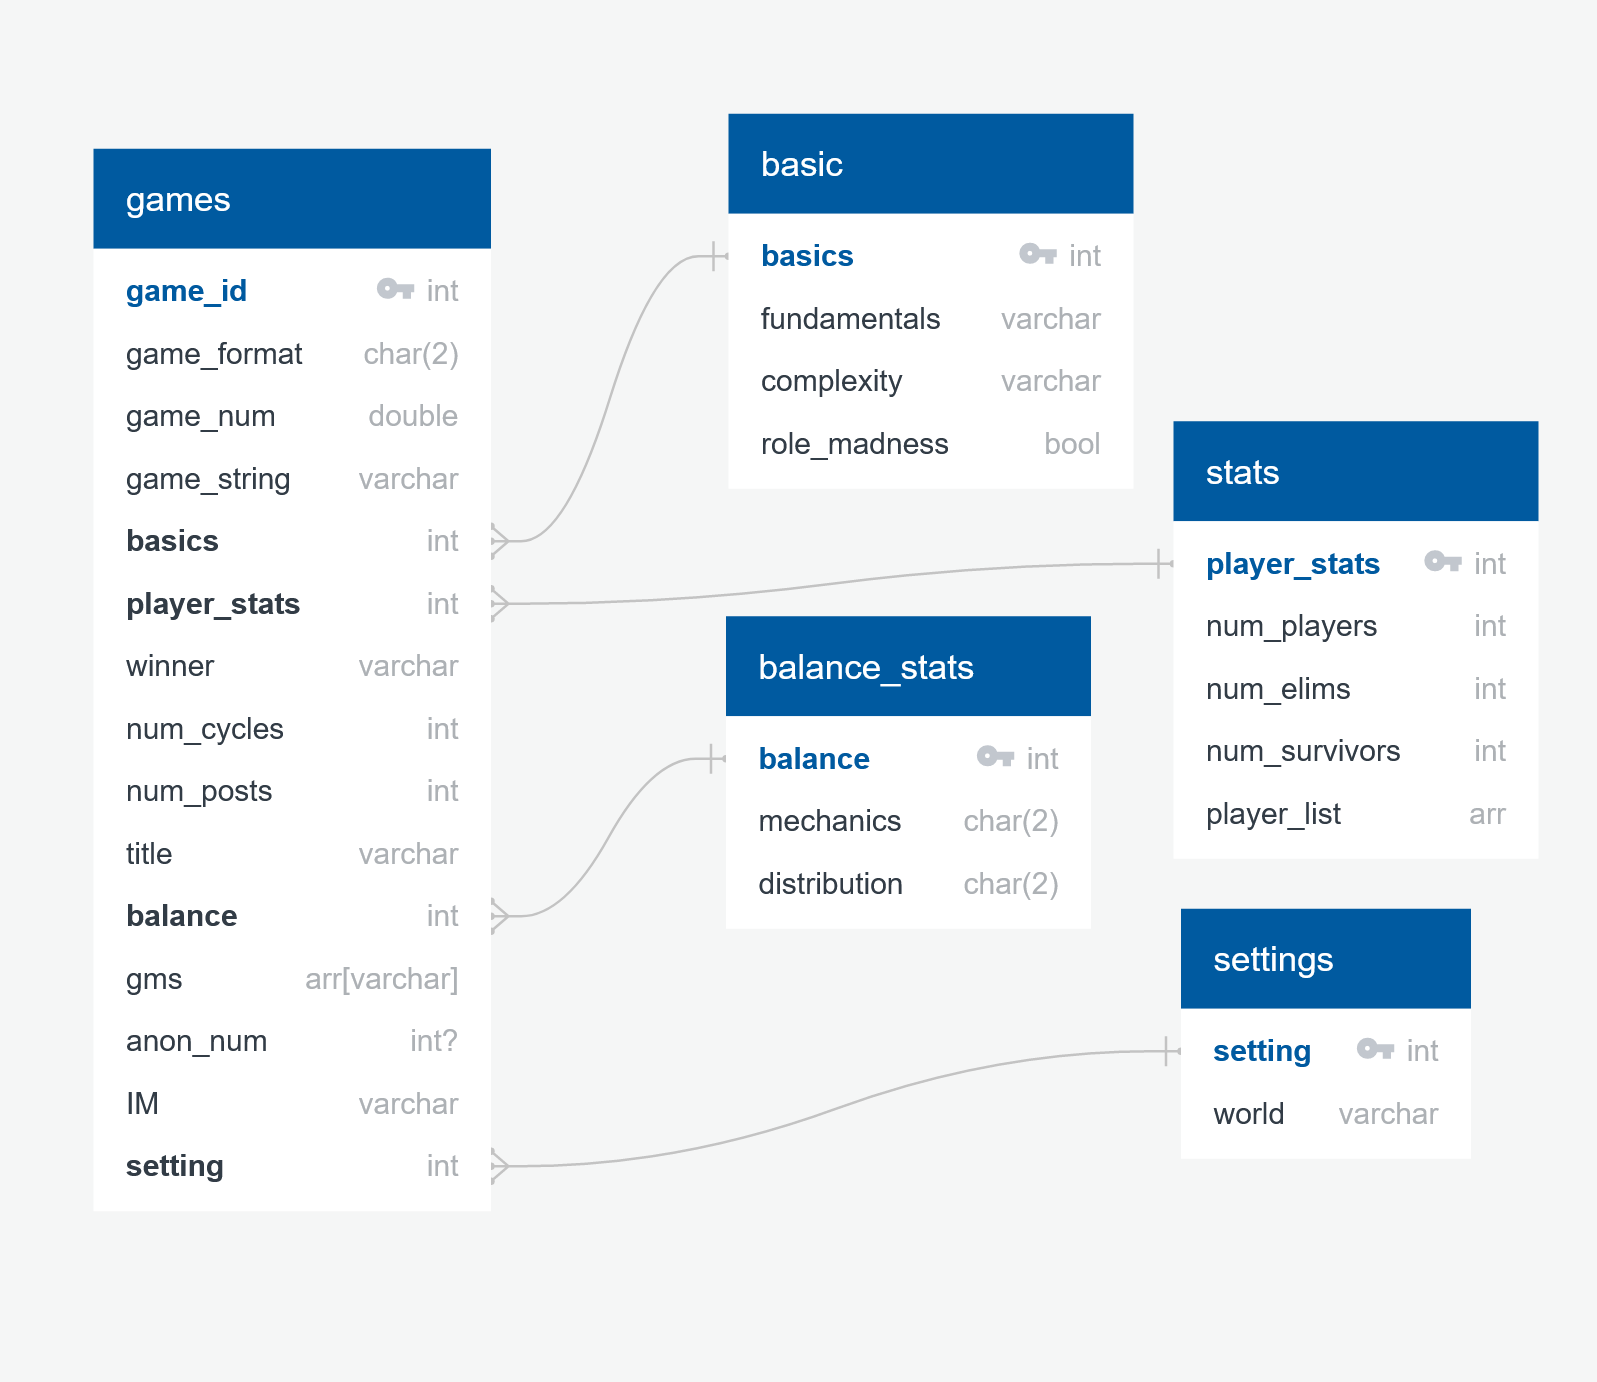 games
game_id int
game_format char(2)
game_num double
game_string varchar
basics int
player_stats int
winner varchar
num_cycles int
num_posts int
title varchar
balance int
gms arr[varchar]
anon_num int?
IM varchar
setting int
basic
basics int
fundamentals varchar
complexity varchar
role_madness bool
stats
player_stats int
num_players int
num_elims int
num_survivors int
player_list arr
balance_stats
balance int
mechanics char(2)
distribution char(2)
settings
setting int
world varchar